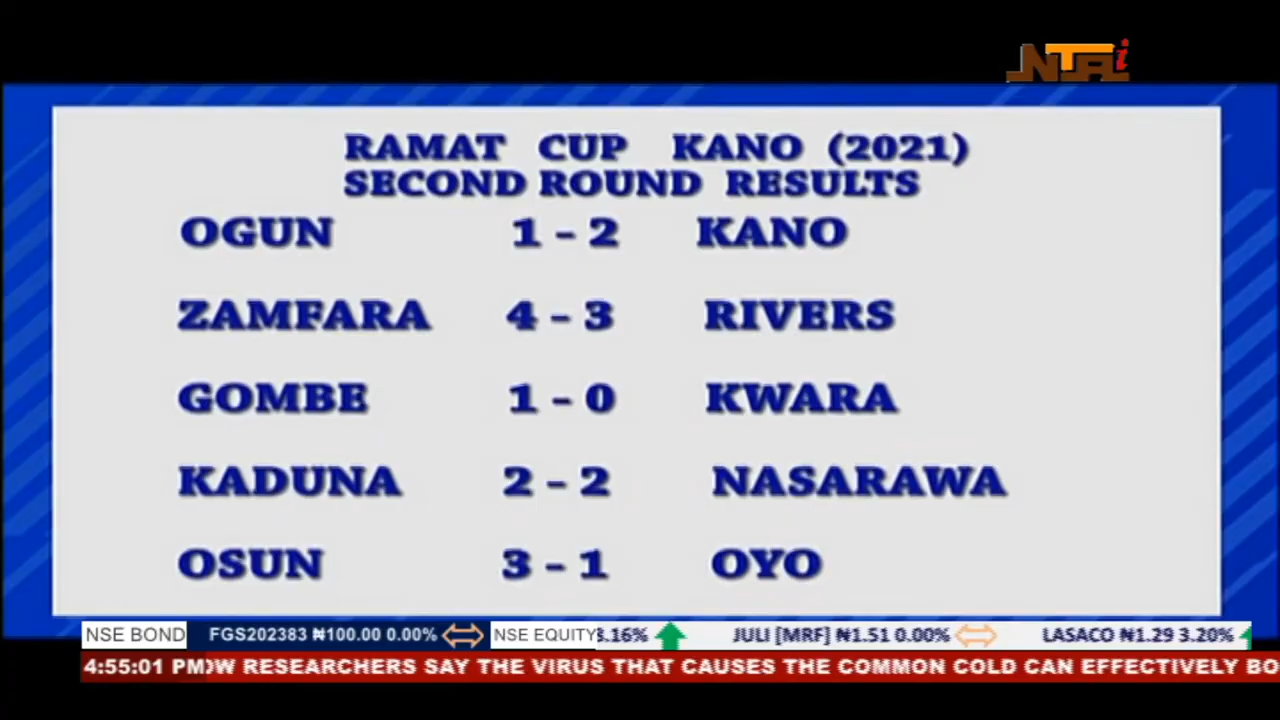 NTAi
RAMAT CUP KANO (2021)
SECOND ROUND RESULTS
OGUN 1 - 2 KANO
ZAMFARA 4 - 3 RIVERS
GOMBE 1 - 0 KWARA
KADUNA 2 - 2 NASARAWA
OSUN 3 - 1 OYO
NSE BOND FGS202383 ₦100.00 0.00% NSE EQUITY .16% JULI [MRF] ₦1.51 0.00% LASACO ₦1.29 3.20%
4:55:01 PM OW RESEARCHERS SAY THE VIRUS THAT CAUSES THE COMMON COLD CAN EFFECTIVELY BO